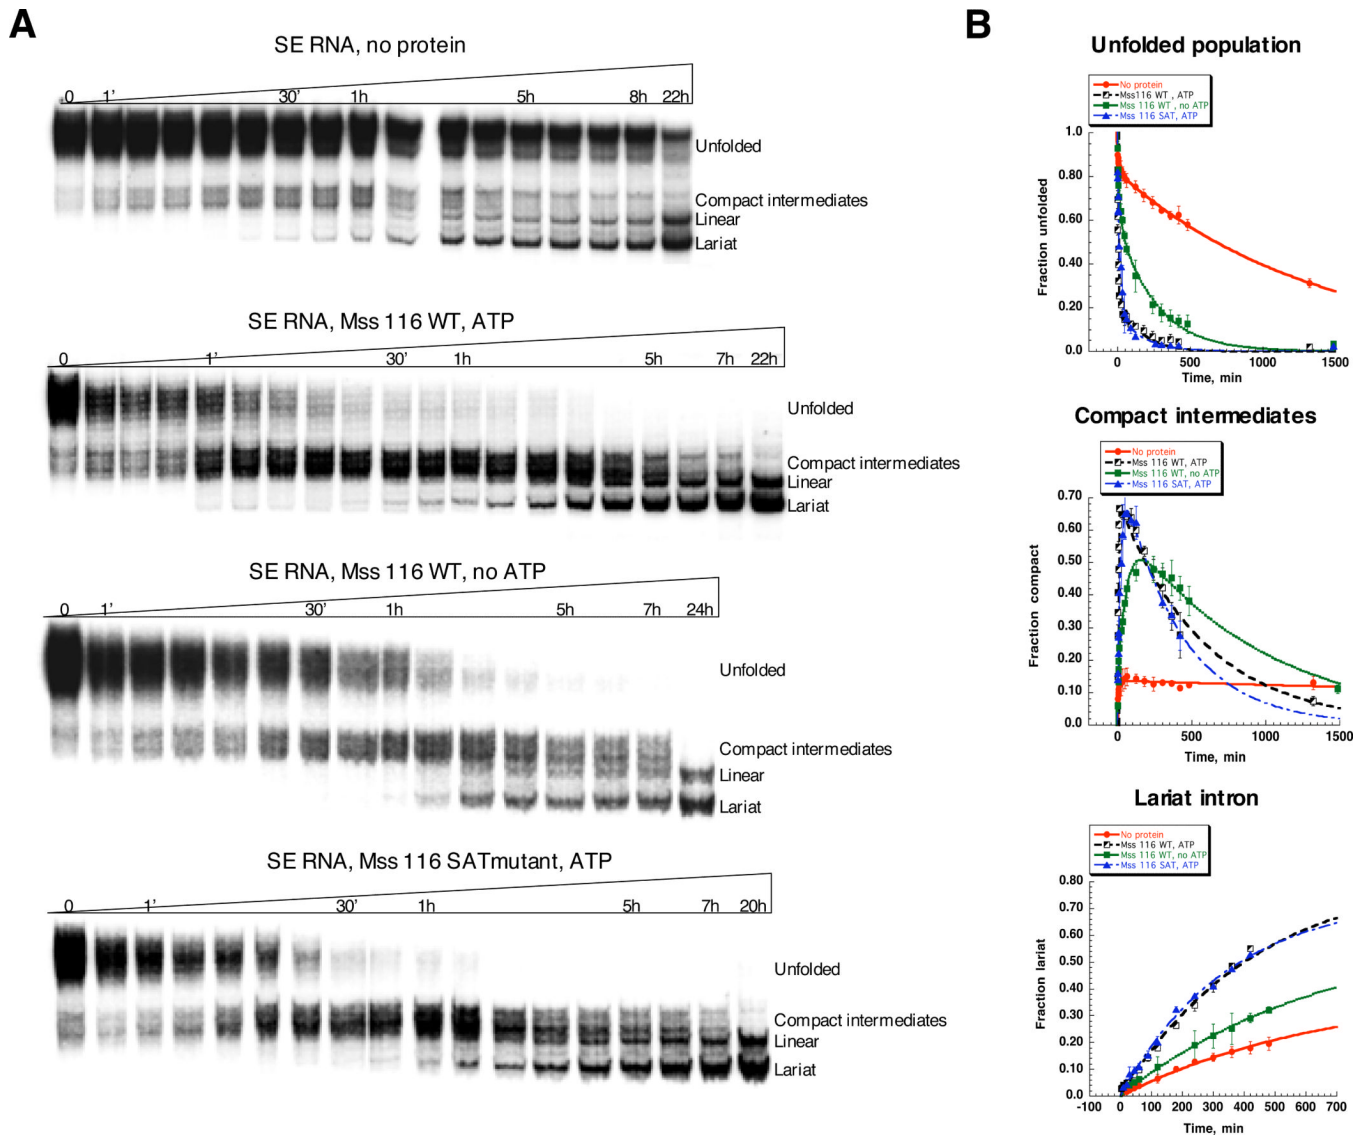 A
SE RNA, no protein
0 1' 30' 1h 5h 8h 22h
Unfolded
Compact intermediates
Linear
Lariat
SE RNA, Mss 116 WT, ATP
0 1' 30' 1h 5h 7h 22h
Unfolded
Compact intermediates
Linear
Lariat
SE RNA, Mss 116 WT, no ATP
0 1' 30' 1h 5h 7h 24h
Unfolded
Compact intermediates
Linear
Lariat
SE RNA, Mss 116 SATmutant, ATP
0 1' 30' 1h 5h 7h 20h
Unfolded
Compact intermediates
Linear
Lariat
B
Unfolded population
No protein
Mss116 WT , ATP
Mss 116 WT , no ATP
Mss 116 SAT, ATP
Fraction unfolded
1.0
0.80
0.60
0.40
0.20
0.0
0 500 1000 1500
Time, min
Compact intermediates
No protein
Mss 116 WT, ATP
Mss 116 WT, no ATP
Mss 116 SAT, ATP
Fraction compact
0.70
0.60
0.50
0.40
0.30
0.20
0.10
0.0
0 500 1000 1500
Time, min
Lariat intron
No protein
Mss 116 WT, ATP
Mss 116 WT, no ATP
Mss 116 SAT, ATP
Fraction lariat
0.80
0.70
0.60
0.50
0.40
0.30
0.20
0.10
0.0
-100 0 100 200 300 400 500 600 700
Time, min